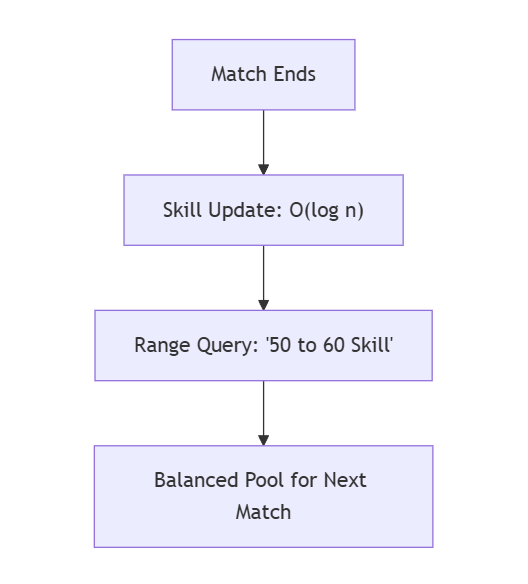 Match Ends
Skill Update: O(log n)
Range Query: '50 to 60 Skill'
Balanced Pool for Next
Match